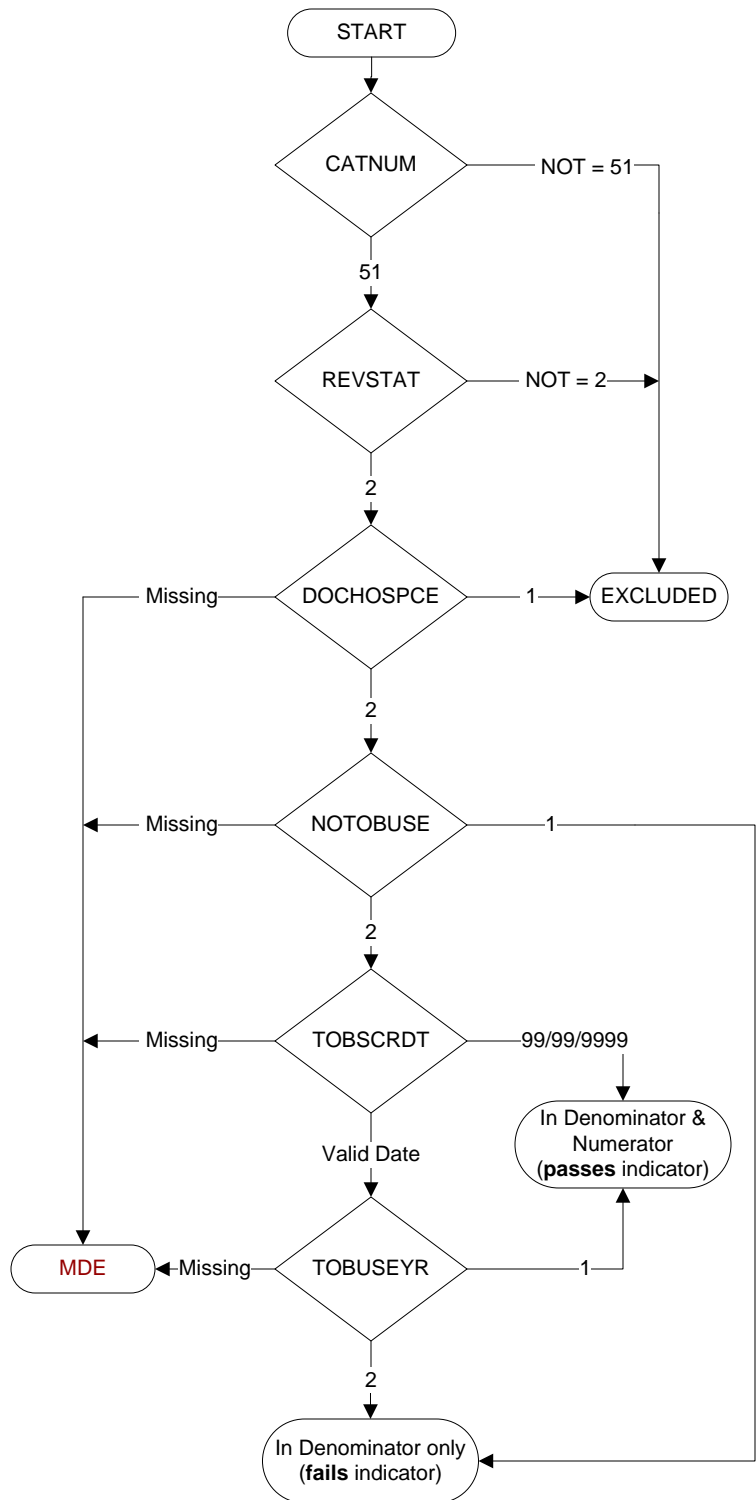 START
CATNUM
NOT = 51
51
REVSTAT
NOT = 2
2
Missing
DOCHOSPCE
1
EXCLUDED
2
Missing
NOTOBUSE
1
2
Missing
TOBSCRDT
99/99/9999
In Denominator &
Numerator
(passes indicator)
Valid Date
MDE
Missing
TOBUSEYR
1
2
In Denominator only
(fails indicator)